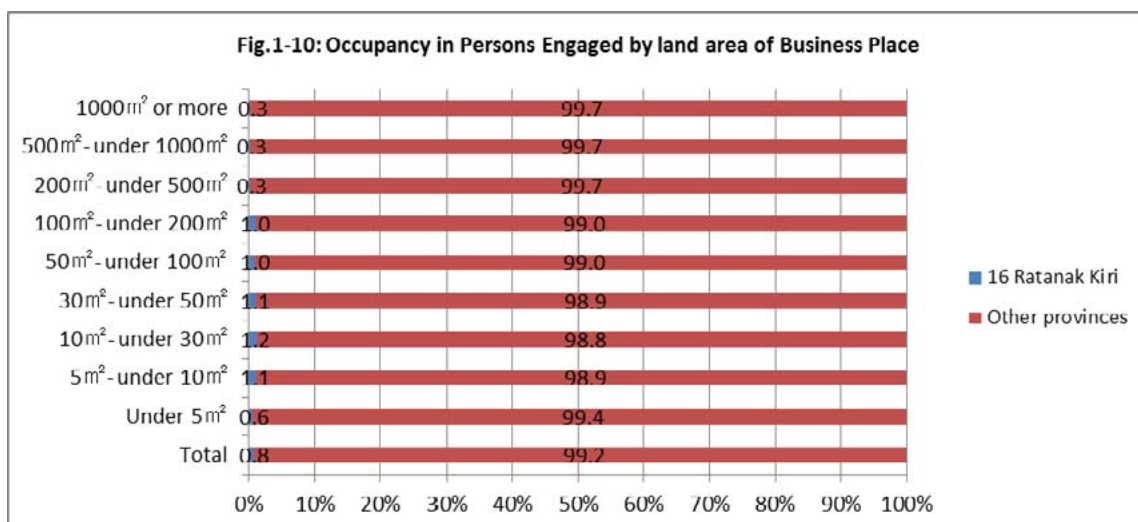 Fig.1-10: Occupancy in Persons Engaged by land area of Business Place
1000㎡ or more 0.3 99.7
500㎡- under 1000㎡ 0.3 99.7
200㎡- under 500㎡ 0.3 99.7
100㎡- under 200㎡ 1.0 99.0
50㎡- under 100㎡ 1.0 99.0
30㎡- under 50㎡ 1.1 98.9
10㎡- under 30㎡ 1.2 98.8
5㎡- under 10㎡ 1.1 98.9
Under 5㎡ 0.6 99.4
Total 0.8 99.2
0% 10% 20% 30% 40% 50% 60% 70% 80% 90% 100%
16 Ratanak Kiri
Other provinces